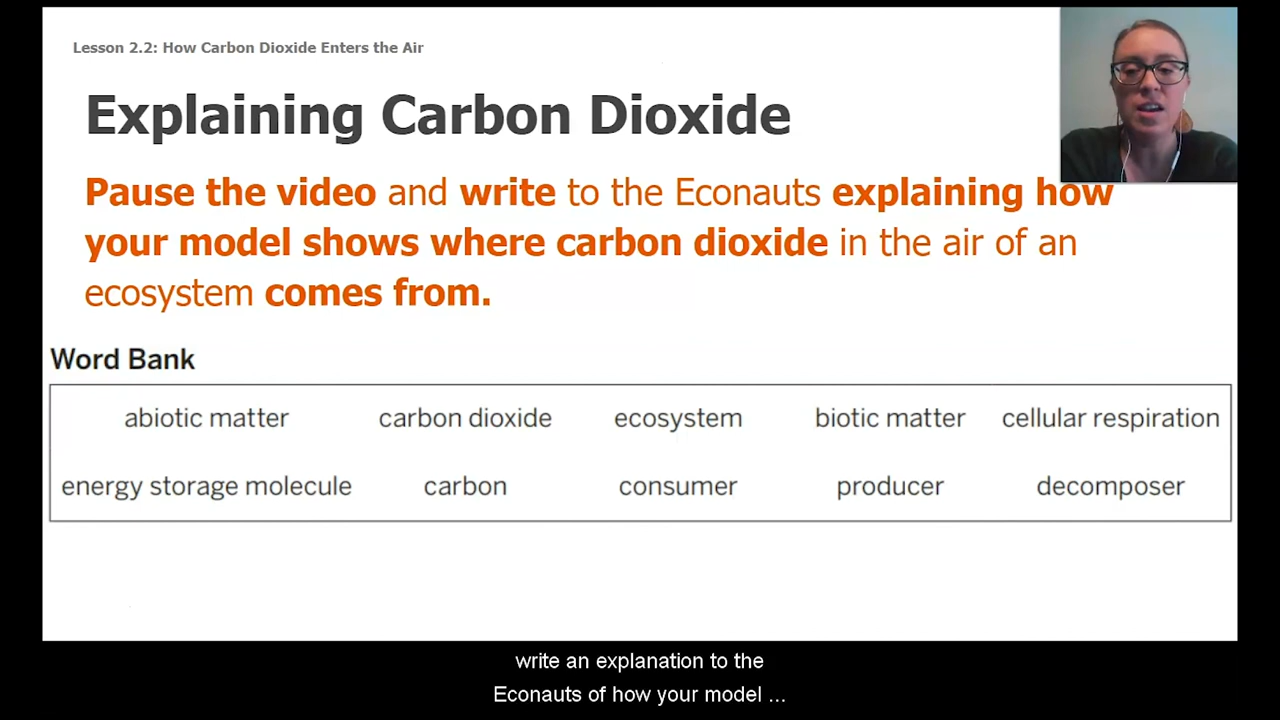 Lesson 2.2: How Carbon Dioxide Enters the Air
Explaining Carbon Dioxide
Pause the video and write to the Econauts explaining how
your model shows where carbon dioxide in the air of an
ecosystem comes from.
Word Bank
abiotic matter carbon dioxide ecosystem biotic matter cellular respiration
energy storage molecule carbon consumer producer decomposer
write an explanation to the
Econauts of how your model ...